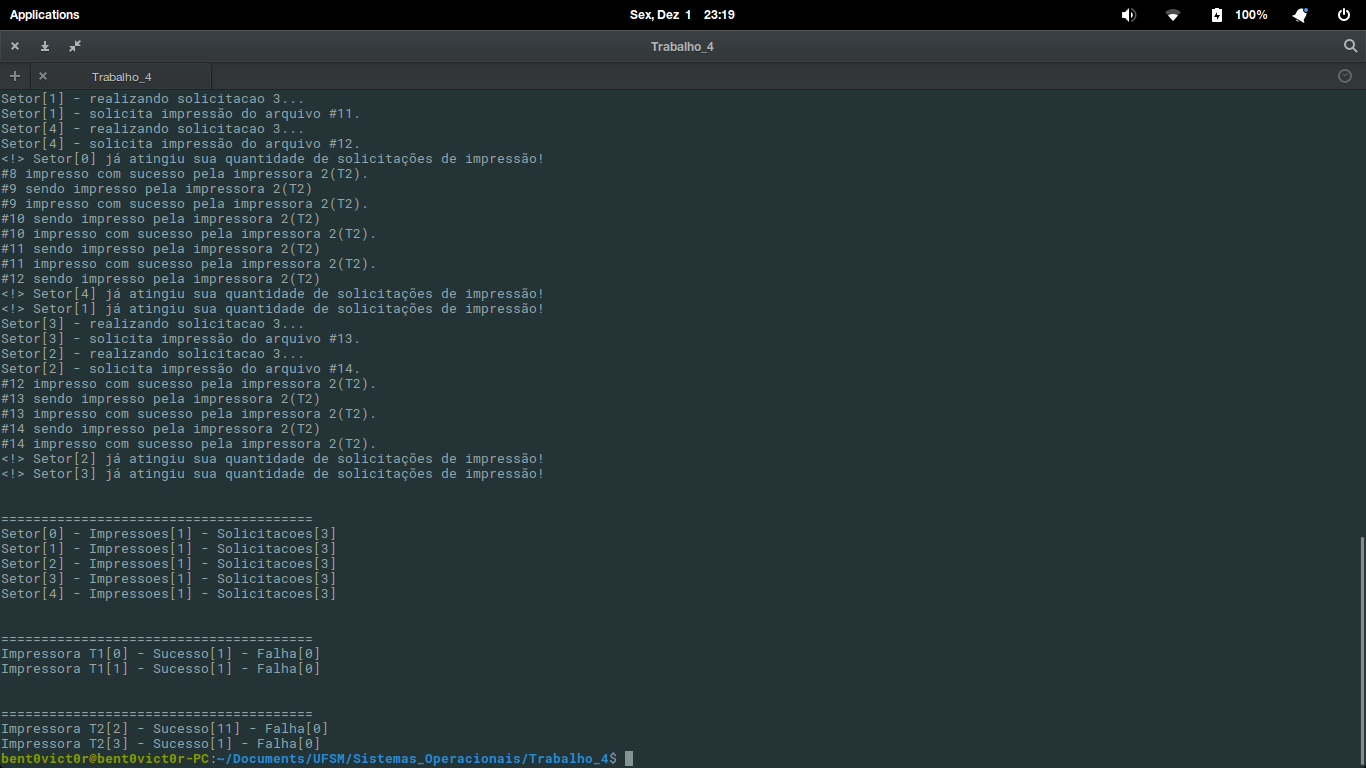 Applications
Sex, Dez 1 23:19
100%
Trabalho_4
Trabalho_4
Setor[1] - realizando solicitacao 3...
Setor[1] - solicita impressão do arquivo #11.
Setor[4] - realizando solicitacao 3...
Setor[4] - solicita impressão do arquivo #12.
<!> Setor[0] já atingiu sua quantidade de solicitações de impressão!
#8 impresso com sucesso pela impressora 2(T2).
#9 sendo impresso pela impressora 2(T2)
#9 impresso com sucesso pela impressora 2(T2).
#10 sendo impresso pela impressora 2(T2)
#10 impresso com sucesso pela impressora 2(T2).
#11 sendo impresso pela impressora 2(T2)
#11 impresso com sucesso pela impressora 2(T2).
#12 sendo impresso pela impressora 2(T2)
<!> Setor[4] já atingiu sua quantidade de solicitações de impressão!
<!> Setor[1] já atingiu sua quantidade de solicitações de impressão!
Setor[3] - realizando solicitacao 3...
Setor[3] - solicita impressão do arquivo #13.
Setor[2] - realizando solicitacao 3...
Setor[2] - solicita impressão do arquivo #14.
#12 impresso com sucesso pela impressora 2(T2).
#13 sendo impresso pela impressora 2(T2)
#13 impresso com sucesso pela impressora 2(T2).
#14 sendo impresso pela impressora 2(T2)
#14 impresso com sucesso pela impressora 2(T2).
<!> Setor[2] já atingiu sua quantidade de solicitações de impressão!
<!> Setor[3] já atingiu sua quantidade de solicitações de impressão!
=======================================
Setor[0] - Impressoes[1] - Solicitacoes[3]
Setor[1] - Impressoes[1] - Solicitacoes[3]
Setor[2] - Impressoes[1] - Solicitacoes[3]
Setor[3] - Impressoes[1] - Solicitacoes[3]
Setor[4] - Impressoes[1] - Solicitacoes[3]
=======================================
Impressora T1[0] - Sucesso[1] - Falha[0]
Impressora T1[1] - Sucesso[1] - Falha[0]
=======================================
Impressora T2[2] - Sucesso[11] - Falha[0]
Impressora T2[3] - Sucesso[1] - Falha[0]
bent0vict0r@bent0vict0r-PC:~/Documents/UFSM/Sistemas_Operacionais/Trabalho_4$